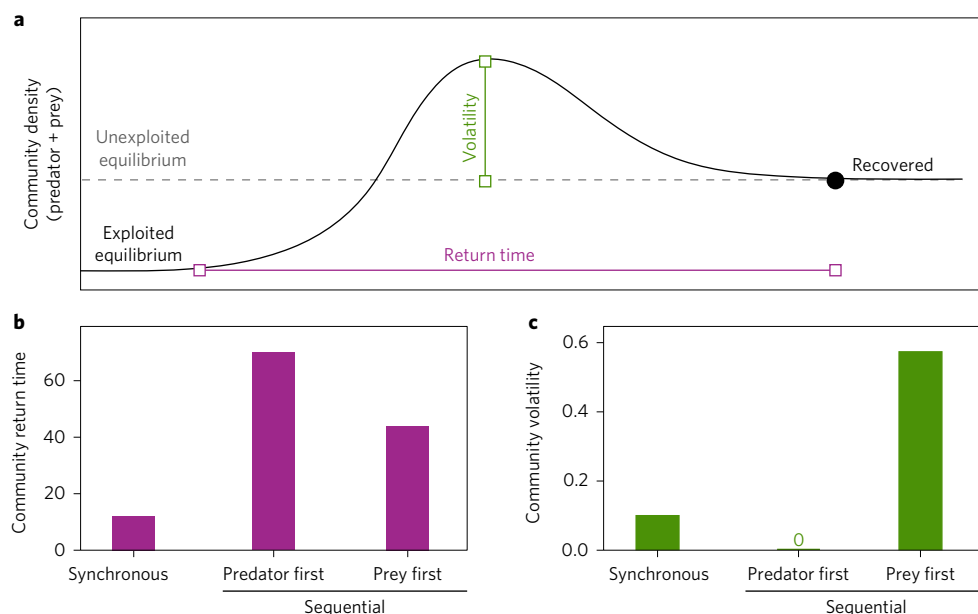 a
Community density
(predator + prey)
Unexploited
equilibrium
Exploited
equilibrium
Volatility
Return time
Recovered
b
Community return time
60
40
20
0
Synchronous
Predator first
Prey first
Sequential
c
Community volatility
0.6
0.4
0.2
0.0
0
Synchronous
Predator first
Prey first
Sequential